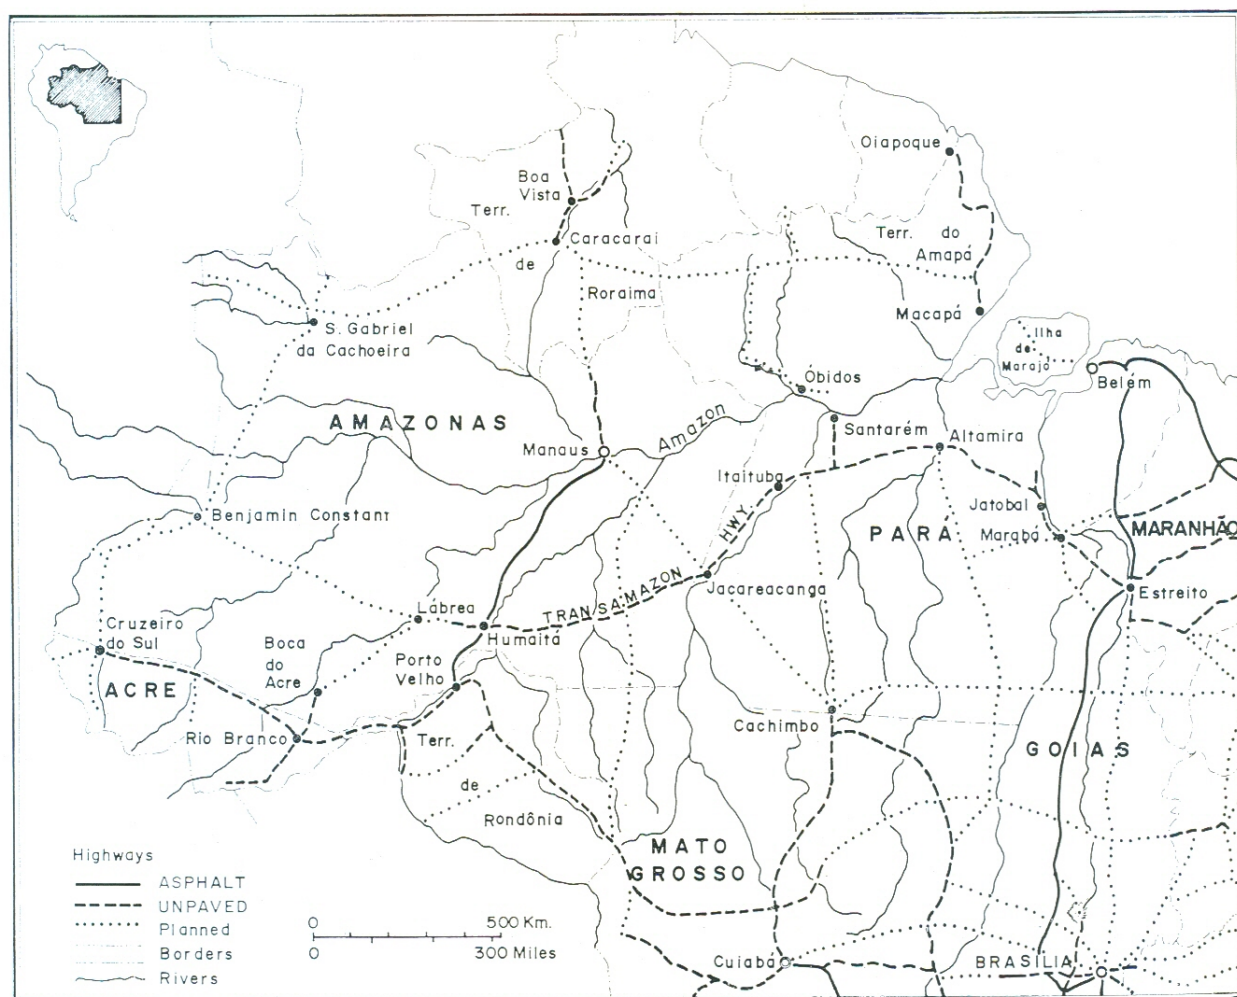 Oiapoque
Boa
Vista
Terr.
Caracarai
de
Roraima
Terr. do
Amapá
Macapá
S. Gabriel
da Cachoeira
Ilha
de
Marajó
Belém
Óbidos
AMAZONAS
Amazon
Santarém
Altamira
Manaus
Itaituba
Jatobal
Benjamin Constant
HWY.
PARÁ
Marabá
MARANHÃO
TRANSAMAZON
Jacareacanga
Estreito
Lábrea
Humaitá
Cruzeiro
do Sul
Boca
do
Acre
Porto
Velho
ACRE
Rio Branco
Terr.
de
Rondônia
Cachimbo
GOIAS
MATO
GROSSO
Cuiabá
BRASÍLIA
Highways
ASPHALT
UNPAVED
Planned
Borders
Rivers
0 500 Km.
0 300 Miles